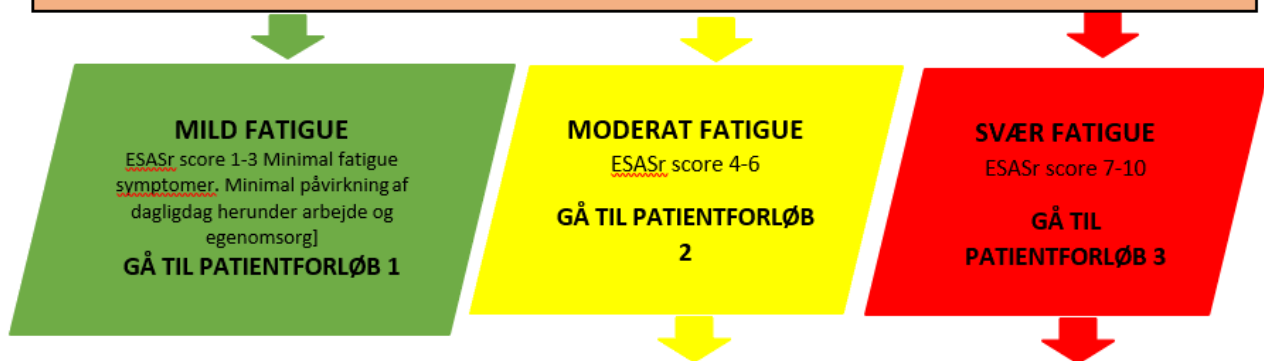 MILD FATIGUE
ESASr score 1-3 Minimal fatigue
symptomer. Minimal påvirkning af
dagligdag herunder arbejde og
egenomsorg]
GÅ TIL PATIENTFORLØB 1
MODERAT FATIGUE
ESASr score 4-6
GÅ TIL PATIENTFORLØB
2
SVÆR FATIGUE
ESASr score 7-10
GÅ TIL
PATIENTFORLØB 3